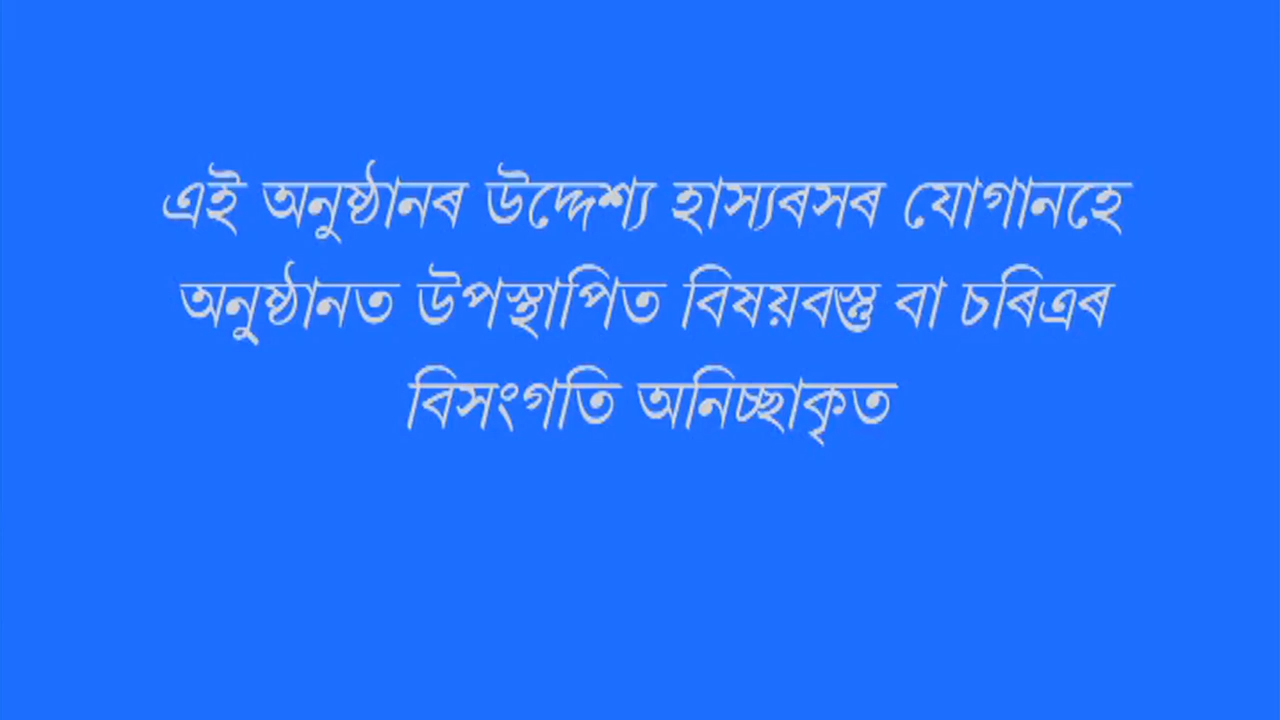 এই অনুষ্ঠানৰ উদ্দেশ্য হাস্যৰসৰ যোগানহে
অনুষ্ঠানত উপস্থাপিত বিষয়বস্তু বা চৰিত্ৰৰ
বিসংগতি অনিচ্ছাকৃত